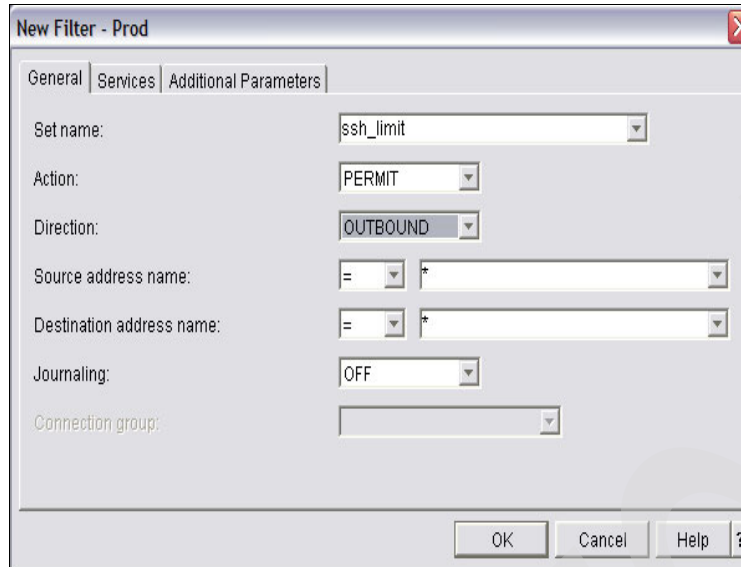 New Filter - Prod
General Services Additional Parameters
Set name: ssh_limit
Action: PERMIT
Direction: OUTBOUND
Source address name: = *
Destination address name: = *
Journaling: OFF
Connection group:
OK Cancel Help ?